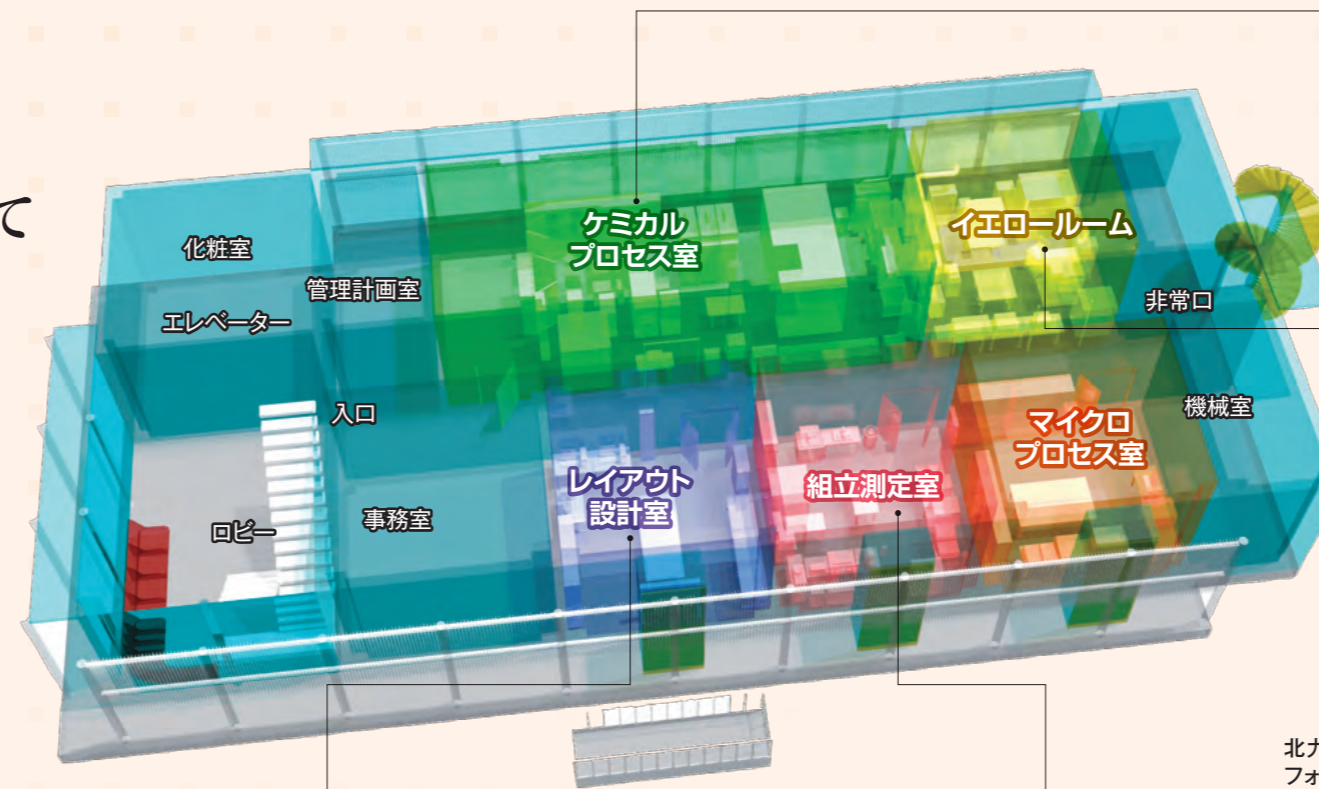 て
化粧室
管理計画室
エレベーター
ケミカル
プロセス室
イエロールーム
非常口
入口
マイクロ
プロセス室
機械室
レイアウト
設計室
組立測定室
ロビー
事務室
北九
フォ